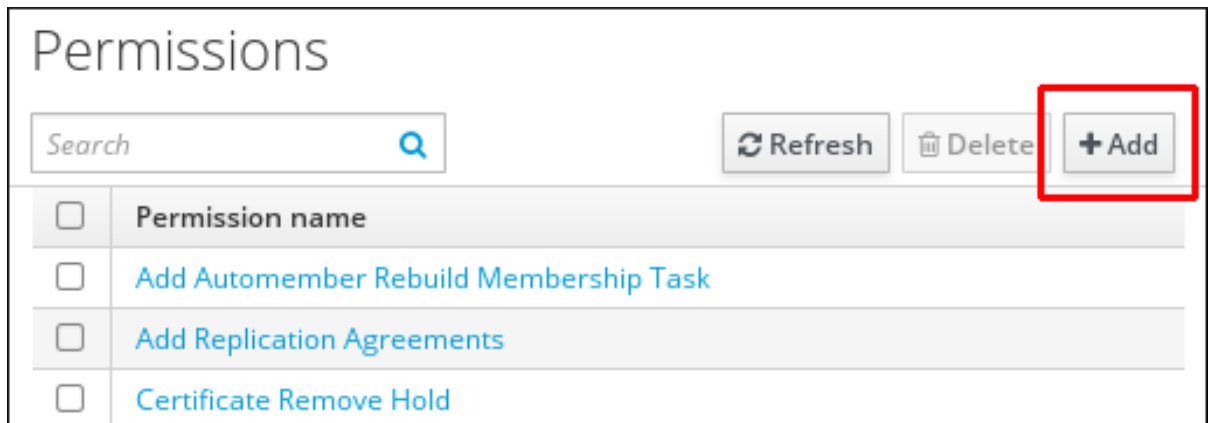 Permissions
Search Refresh Delete Add
Permission name
Add Automember Rebuild Membership Task
Add Replication Agreements
Certificate Remove Hold